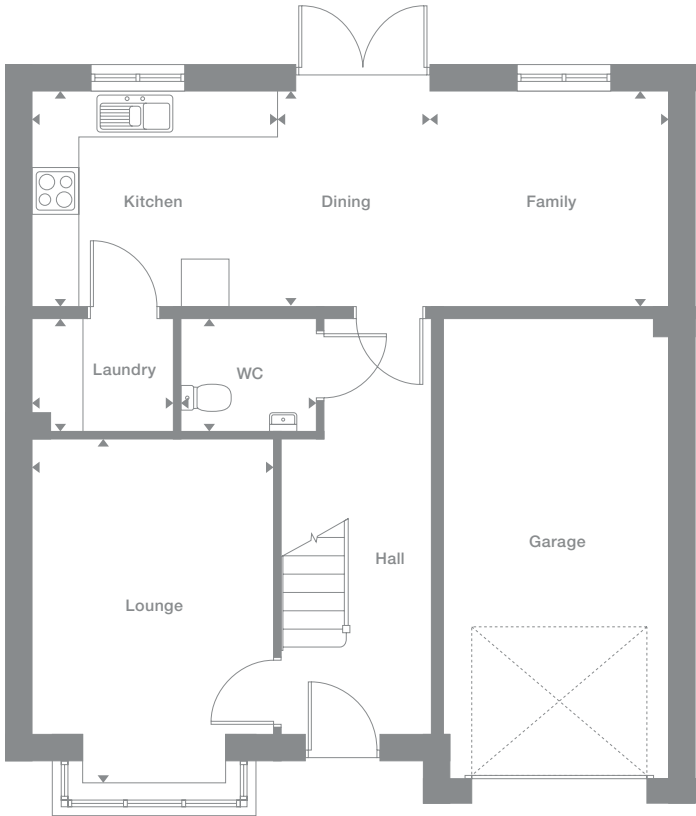 Kitchen
Dining
Family
Laundry
WC
Garage
Hall
Lounge